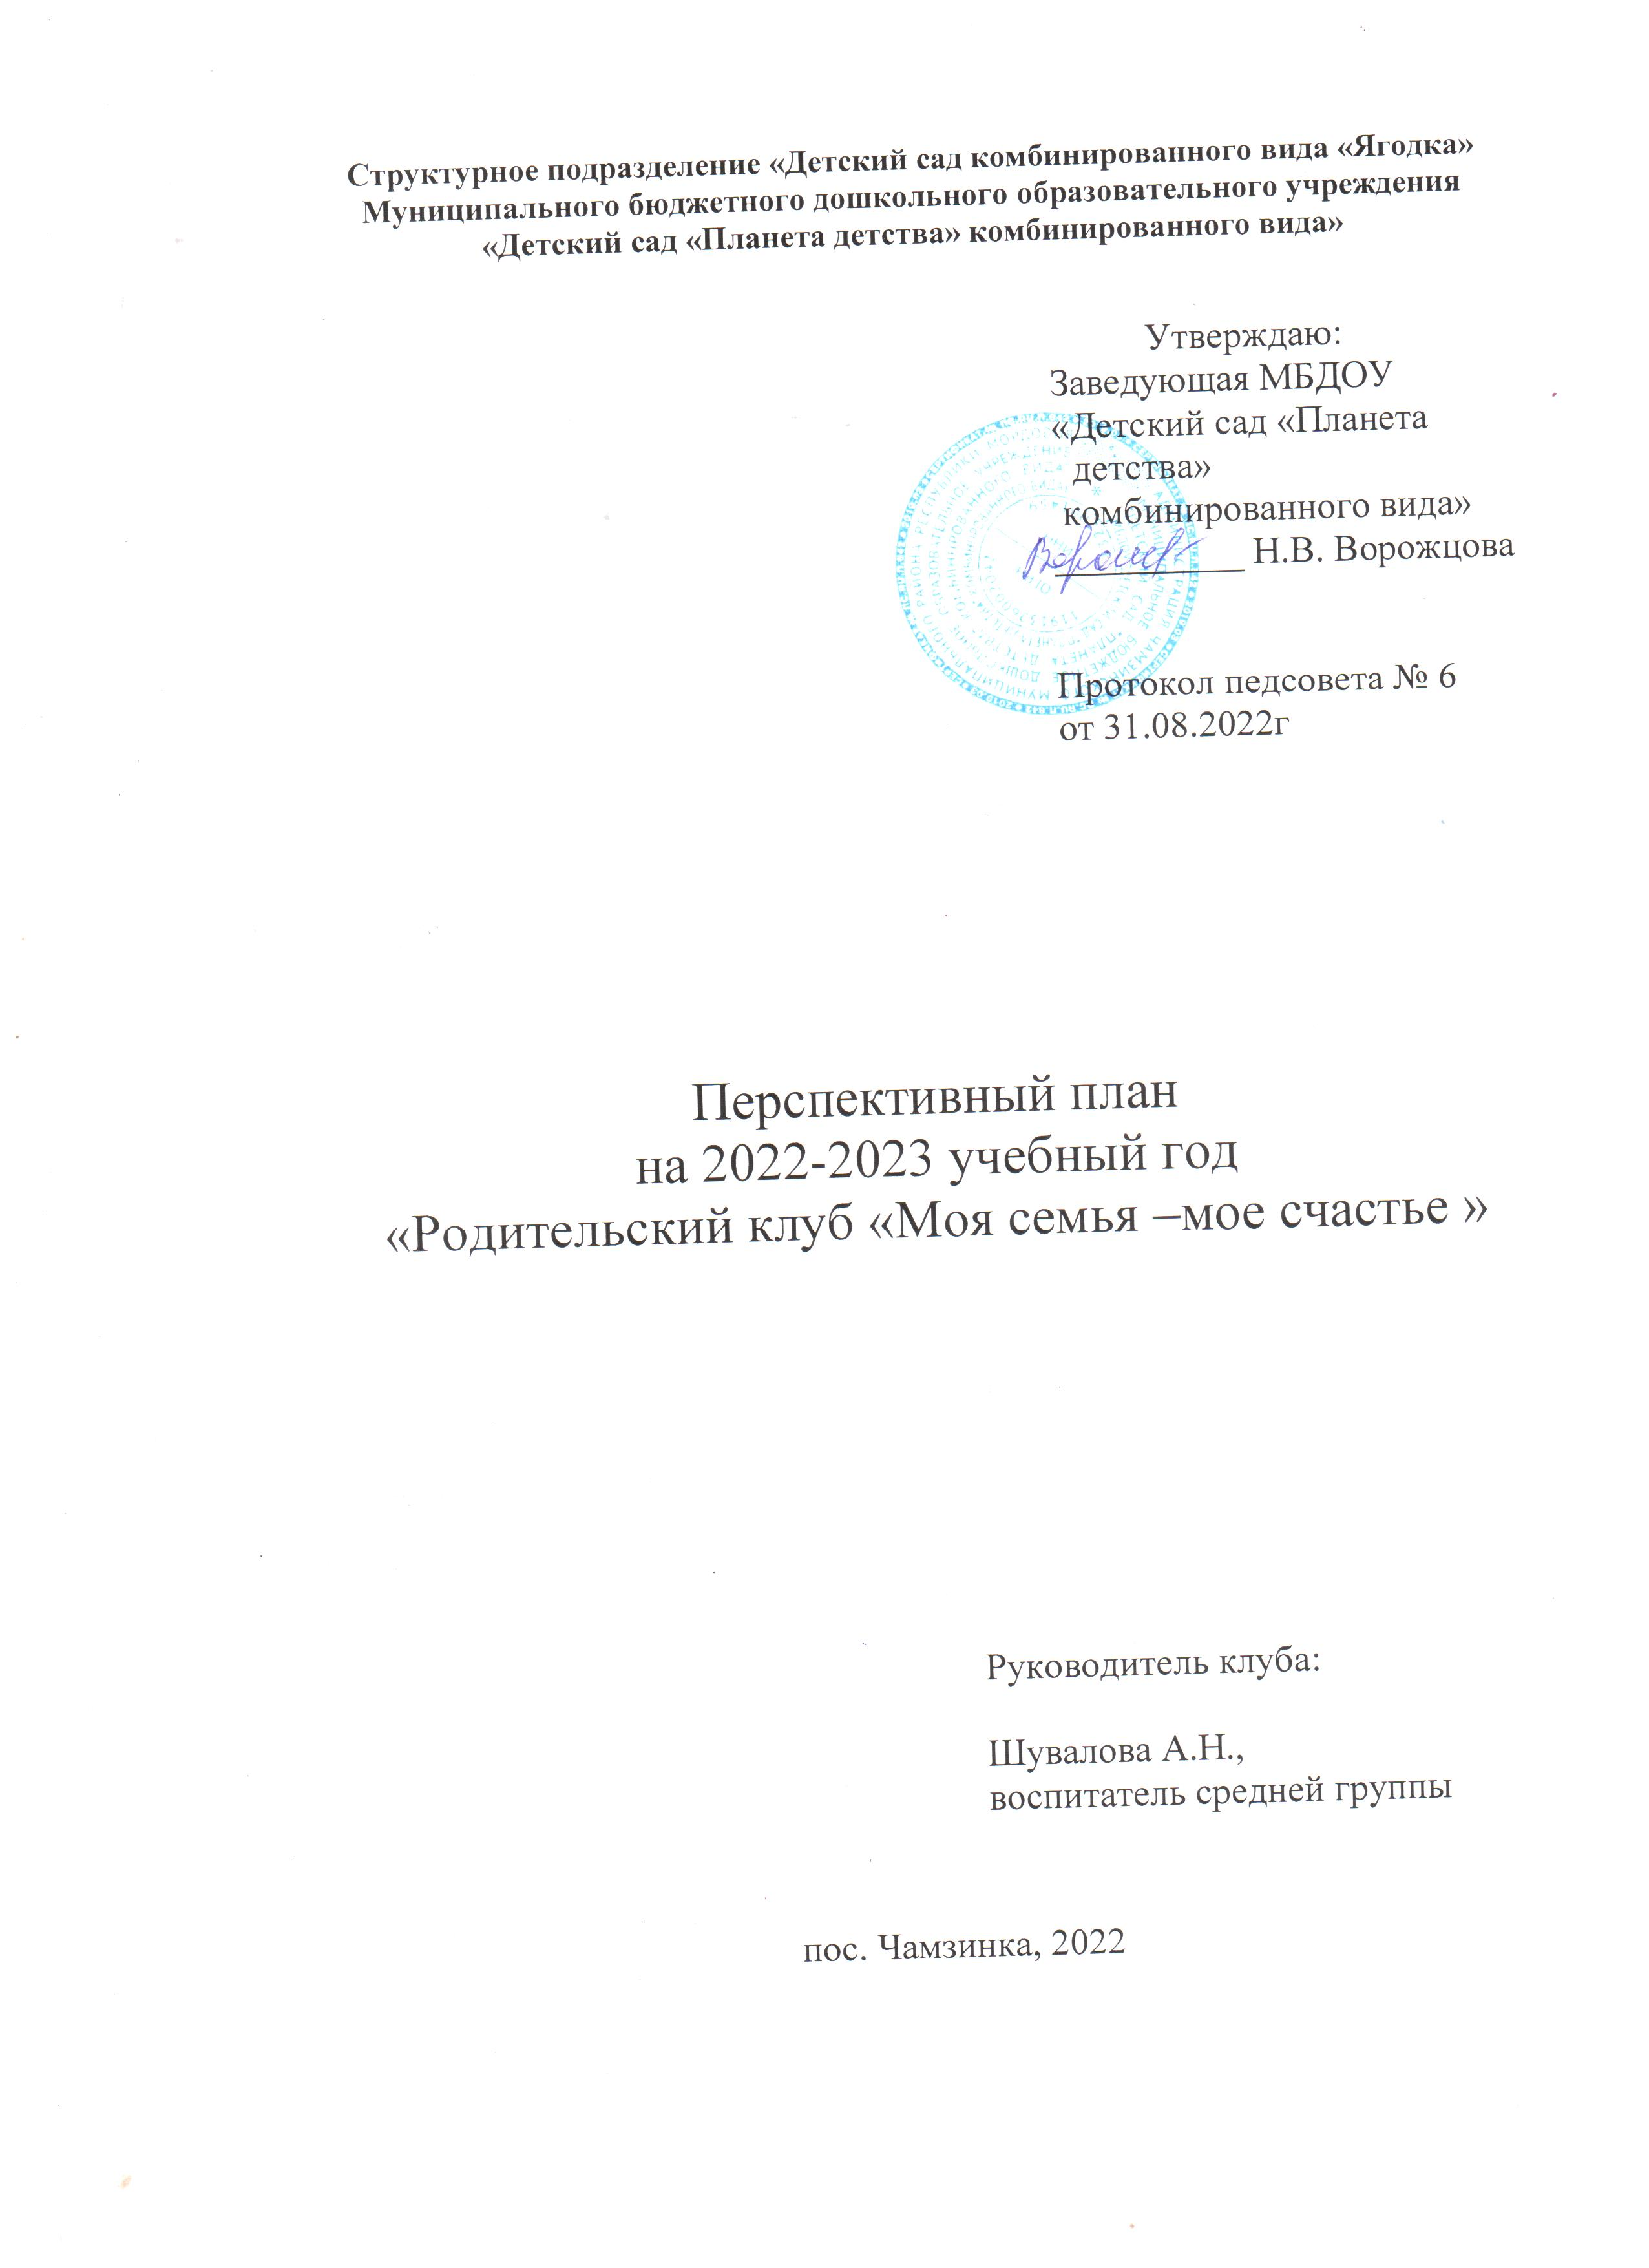 Структурное подразделение «Детский сад комбинированного вида «Ягодка»
Муниципального бюджетного дошкольного образовательного учреждения
«Детский сад «Планета детства» комбинированного вида»
Утверждаю:
Заведующая МБДОУ
«Детский сад «Планета
детства»
комбинированного вида»
____________ Н.В. Ворожцова
Протокол педсовета № 6
от 31.08.2022г
Перспективный план
на 2022-2023 учебный год
«Родительский клуб «Моя семья –мое счастье »
Руководитель клуба:
Шувалова А.Н.,
воспитатель средней группы
пос. Чамзинка, 2022